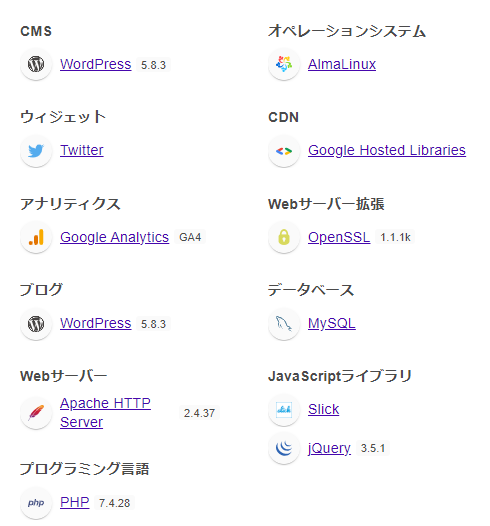 CMS
WordPress 5.8.3
ウィジェット
Twitter
アナリティクス
Google Analytics GA4
ブログ
WordPress 5.8.3
Webサーバー
Apache HTTP
Server 2.4.37
プログラミング言語
php PHP 7.4.28
オペレーションシステム
AlmaLinux
CDN
Google Hosted Libraries
Webサーバー拡張
OpenSSL 1.1.1k
データベース
MySQL
JavaScriptライブラリ
Slick
jQuery 3.5.1